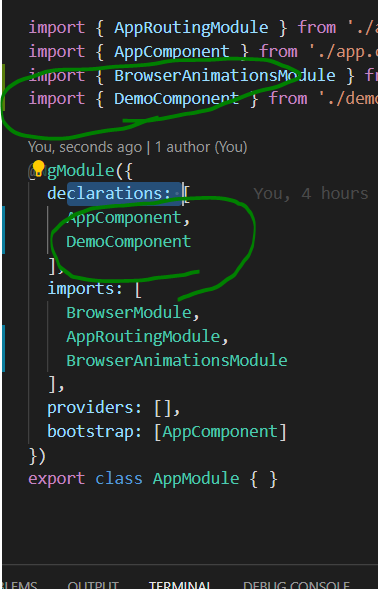 import { AppRoutingModule } from './a
import { AppComponent } from './app.
import { BrowserAnimationsModule } f
import { DemoComponent } from './demo
You, seconds ago | 1 author (You)
@NgModule({
declarations: [ You, 4 hours
AppComponent,
DemoComponent
],
imports: [
BrowserModule,
AppRoutingModule,
BrowserAnimationsModule
],
providers: [],
bootstrap: [AppComponent]
})
export class AppModule { }
BLEMS OUTPUT TERMINAL DEBUG CONSOLE